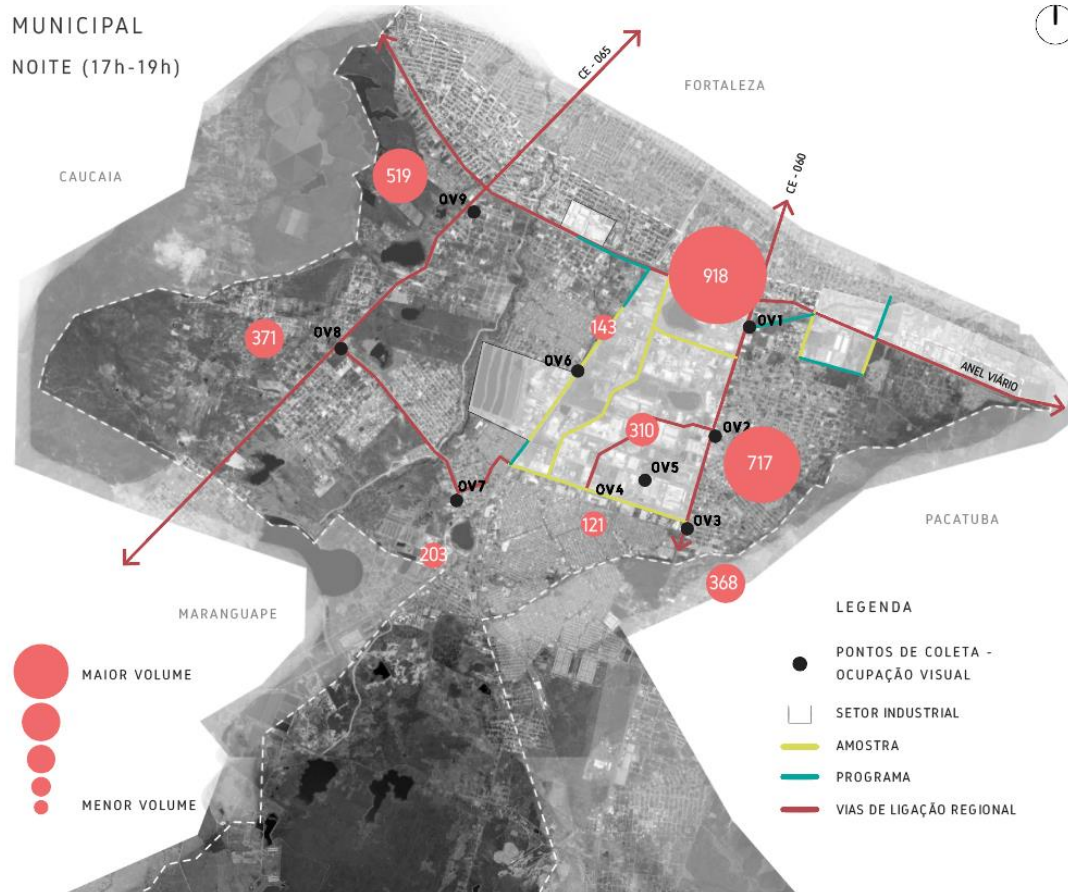 MUNICIPAL
NOITE (17h-19h)
CE - 065
FORTALEZA
CAUCAIA
519
OV9
CE - 060
918
371
OV8
143
OV1
OV6
ANEL VIÁRIO
310
OV2
717
OV5
OV4
OV7
121
OV3
PACATUBA
203
368
MARANGUAPE
LEGENDA
PONTOS DE COLETA -
OCUPAÇÃO VISUAL
SETOR INDUSTRIAL
AMOSTRA
PROGRAMA
VIAS DE LIGAÇÃO REGIONAL
MAIOR VOLUME
MENOR VOLUME